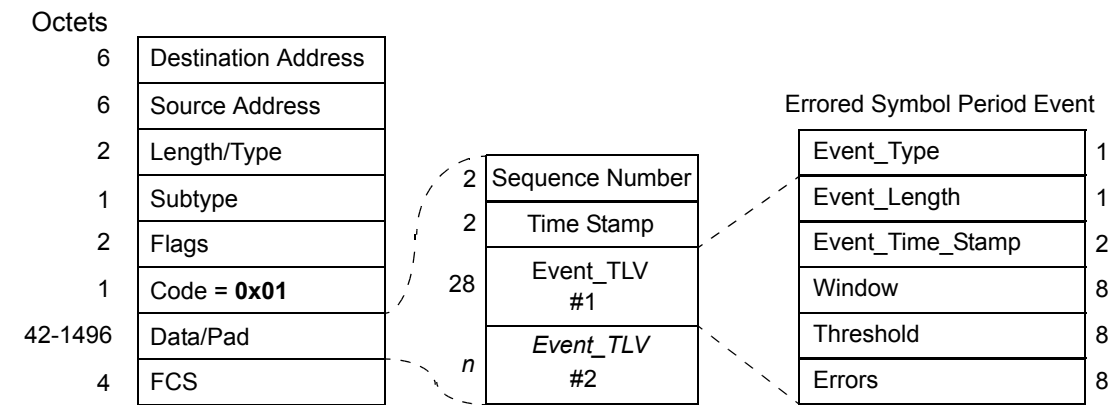 Octets
6 Destination Address
6 Source Address
2 Length/Type
1 Subtype
2 Flags
1 Code = 0x01
42-1496 Data/Pad
4 FCS
2 Sequence Number
2 Time Stamp
28 Event_TLV
#1
n Event_TLV
#2
Errored Symbol Period Event
Event_Type 1
Event_Length 1
Event_Time_Stamp 2
Window 8
Threshold 8
Errors 8